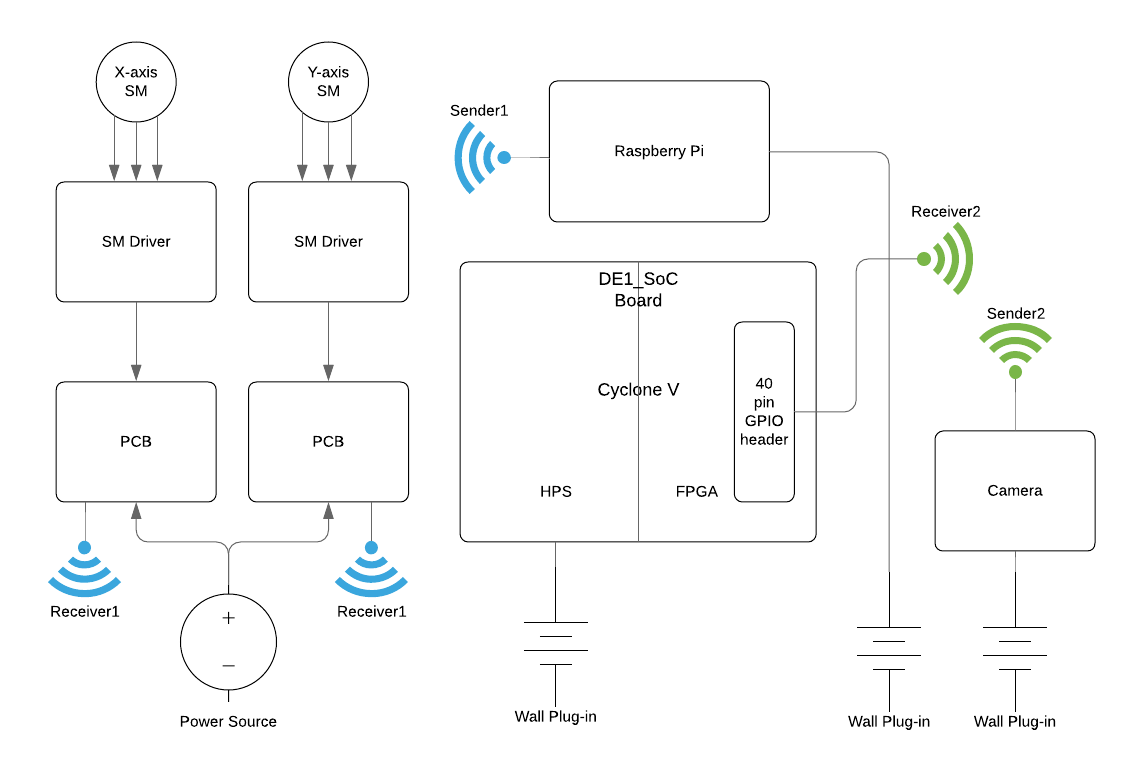 X-axis
SM
Y-axis
SM
Sender1
Raspberry Pi
SM Driver
SM Driver
Receiver2
DE1_SoC
Board
Sender2
Cyclone V
40
pin
GPIO
header
PCB
PCB
HPS
FPGA
Camera
Receiver1
Receiver1
+
–
Power Source
Wall Plug-in
Wall Plug-in
Wall Plug-in